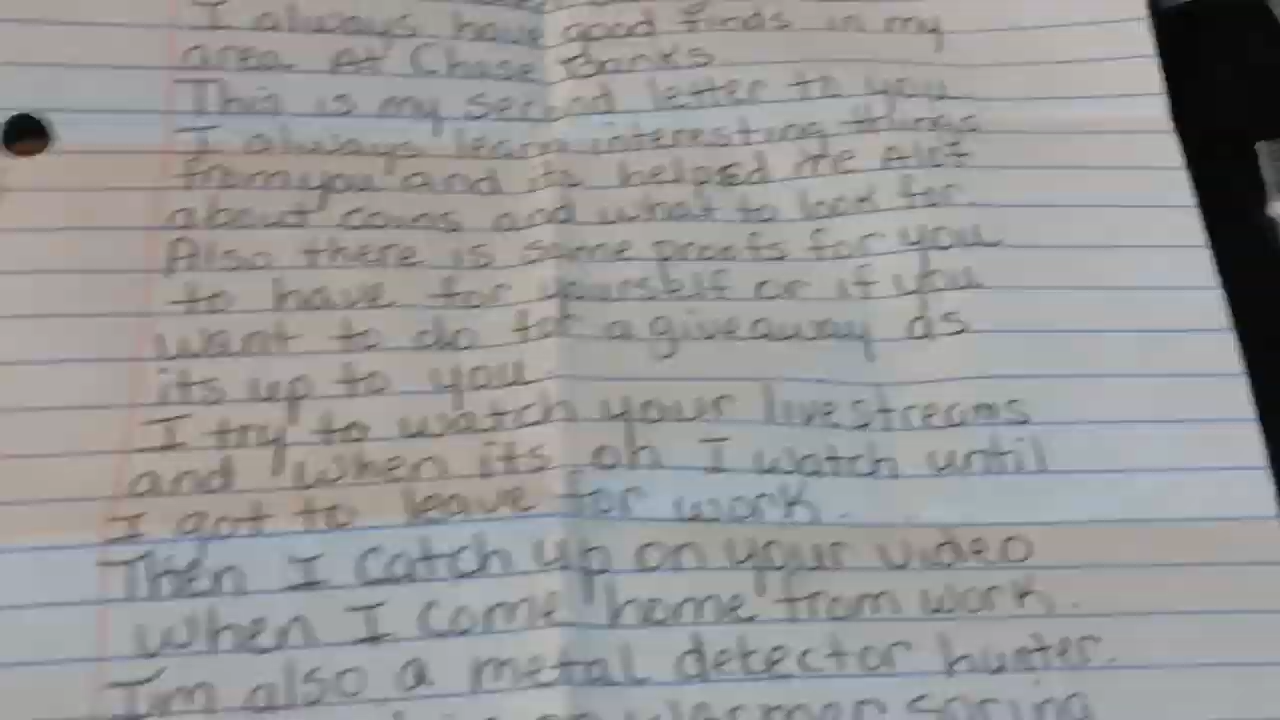 I always have good finds in my
area at Chase Banks
This is my second letter to you
I always learn interesting things
from you and its helped me Alot
about coins and what to look for.
Also there is some proofs for you
to have for yourself or if you
want to do for a giveaway as
its up to you
I try to watch your livestreams
and when its on I watch until
I got to leave for work.
Then I catch up on your video
when I come home from work.
I'm also a metal detector hunter.
warmer spring